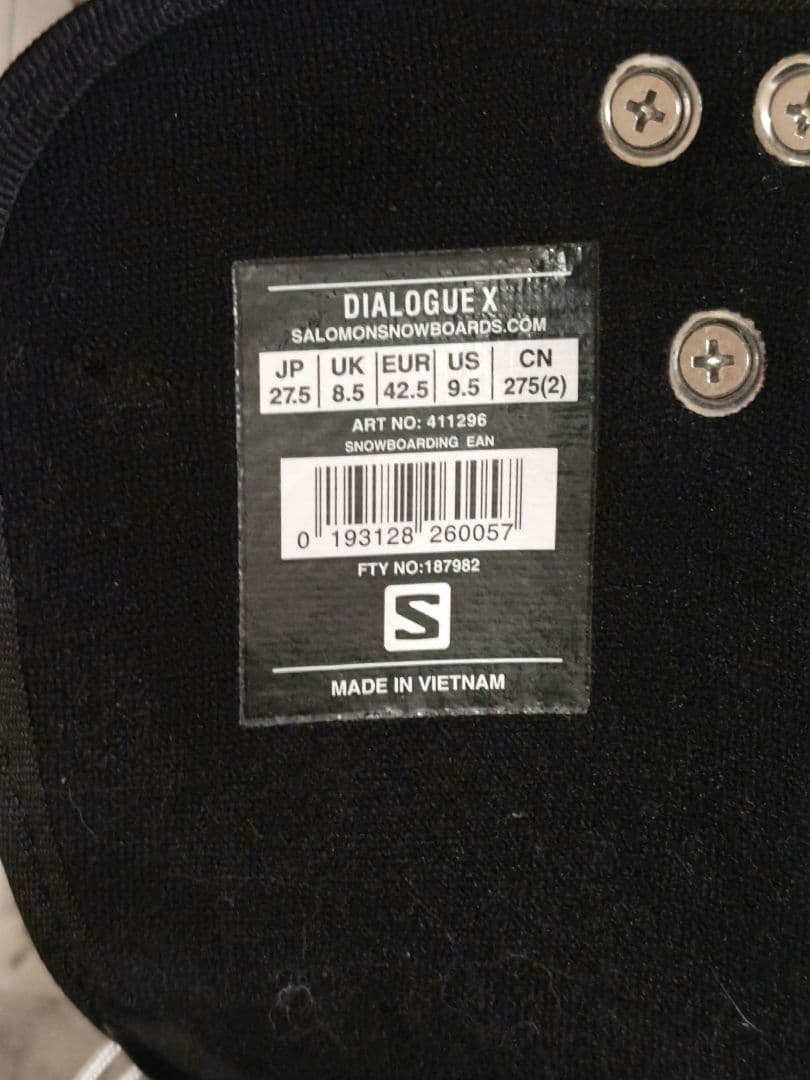 DIALOGUE X
SALOMONSNOWBOARDS.COM
JP UK EUR US CN
27.5 8.5 42.5 9.5 275(2)
ART NO: 411296
SNOWBOARDING EAN
0 193128 260057
FTY NO:187982
S
MADE IN VIETNAM